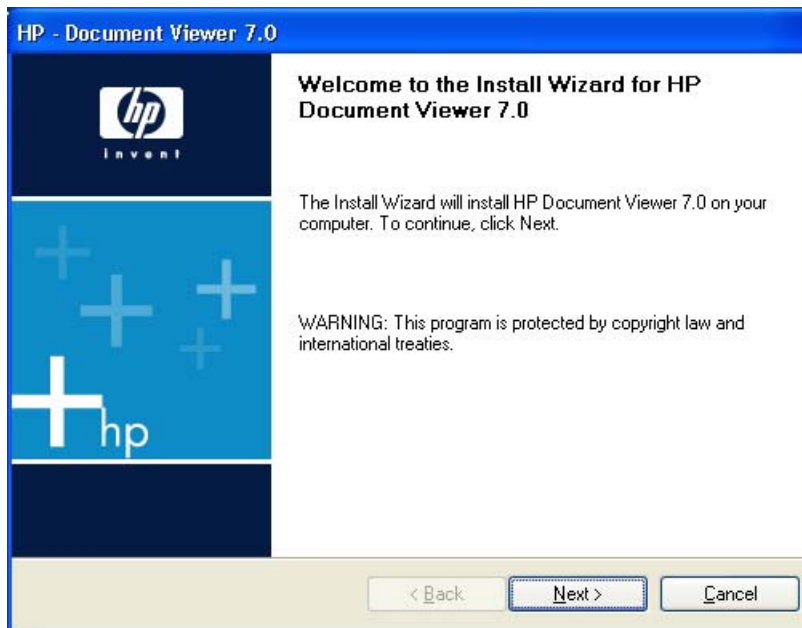 HP - Document Viewer 7.0
hp
invent
Welcome to the Install Wizard for HP
Document Viewer 7.0
The Install Wizard will install HP Document Viewer 7.0 on your
computer. To continue, click Next.
WARNING: This program is protected by copyright law and
international treaties.
hp
< Back
Next >
Cancel